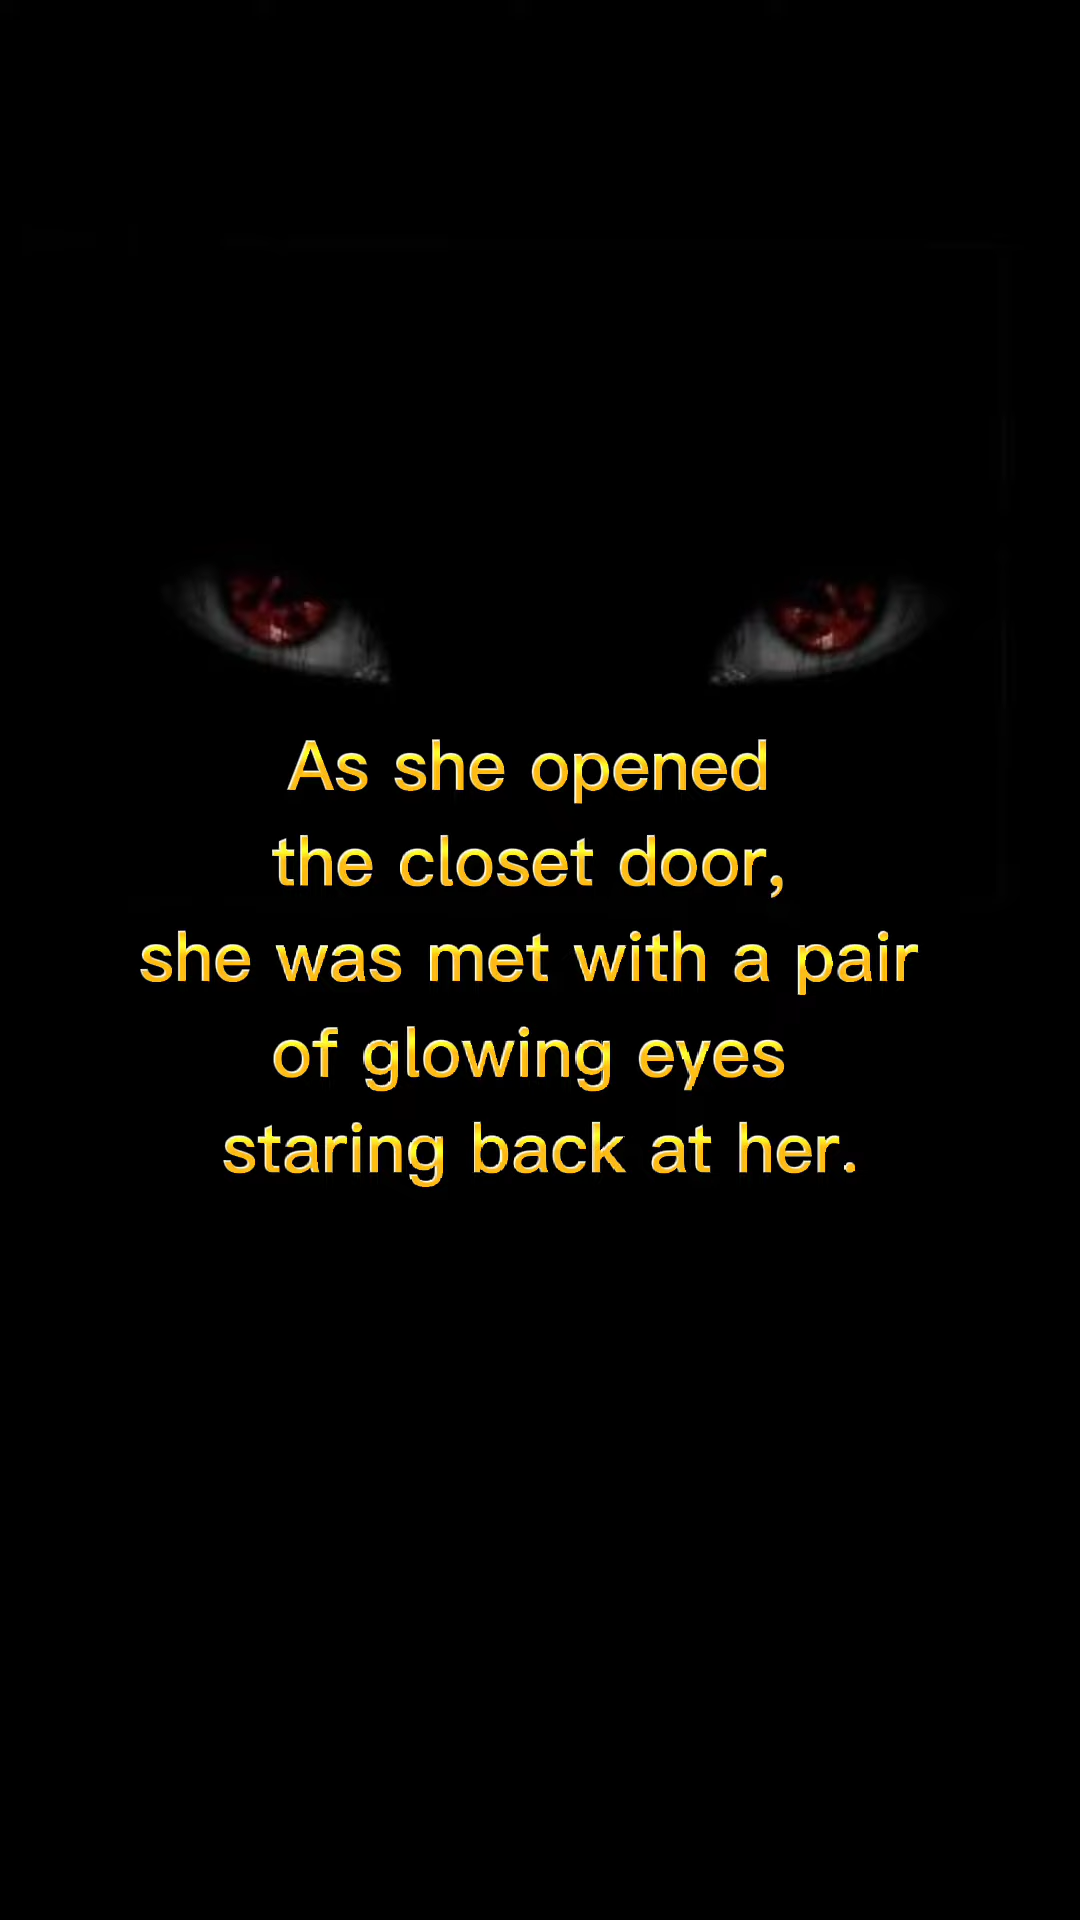 As she opened
the closet door,
she was met with a pair
of glowing eyes
staring back at her.